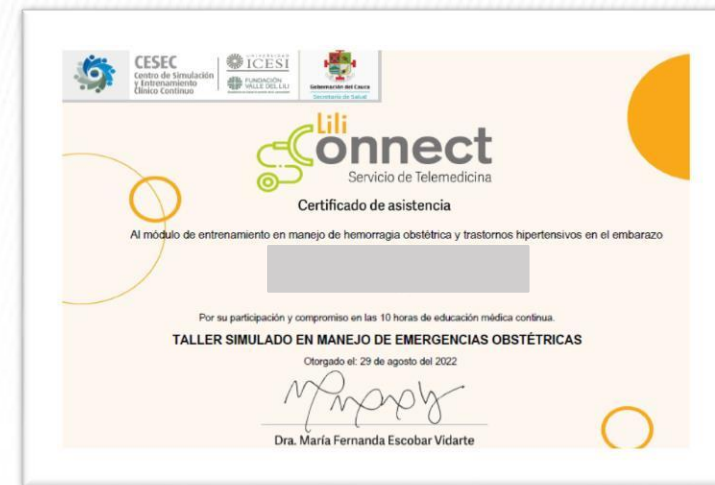 CESEC
Centro de Simulación
y Entrenamiento
Clínico Continuo
UNIVERSIDAD
ICESI
FUNDACIÓN
VALLE DEL LILI
Gobernación del Cauca
Secretaría de Salud
Lili
Connect
Servicio de Telemedicina
Certificado de asistencia
Al módulo de entrenamiento en manejo de hemorragia obstétrica y trastornos hipertensivos en el embarazo
Por su participación y compromiso en las 10 horas de educación médica continua.
TALLER SIMULADO EN MANEJO DE EMERGENCIAS OBSTÉTRICAS
Otorgado el: 29 de agosto del 2022
Dra. María Fernanda Escobar Vidarte